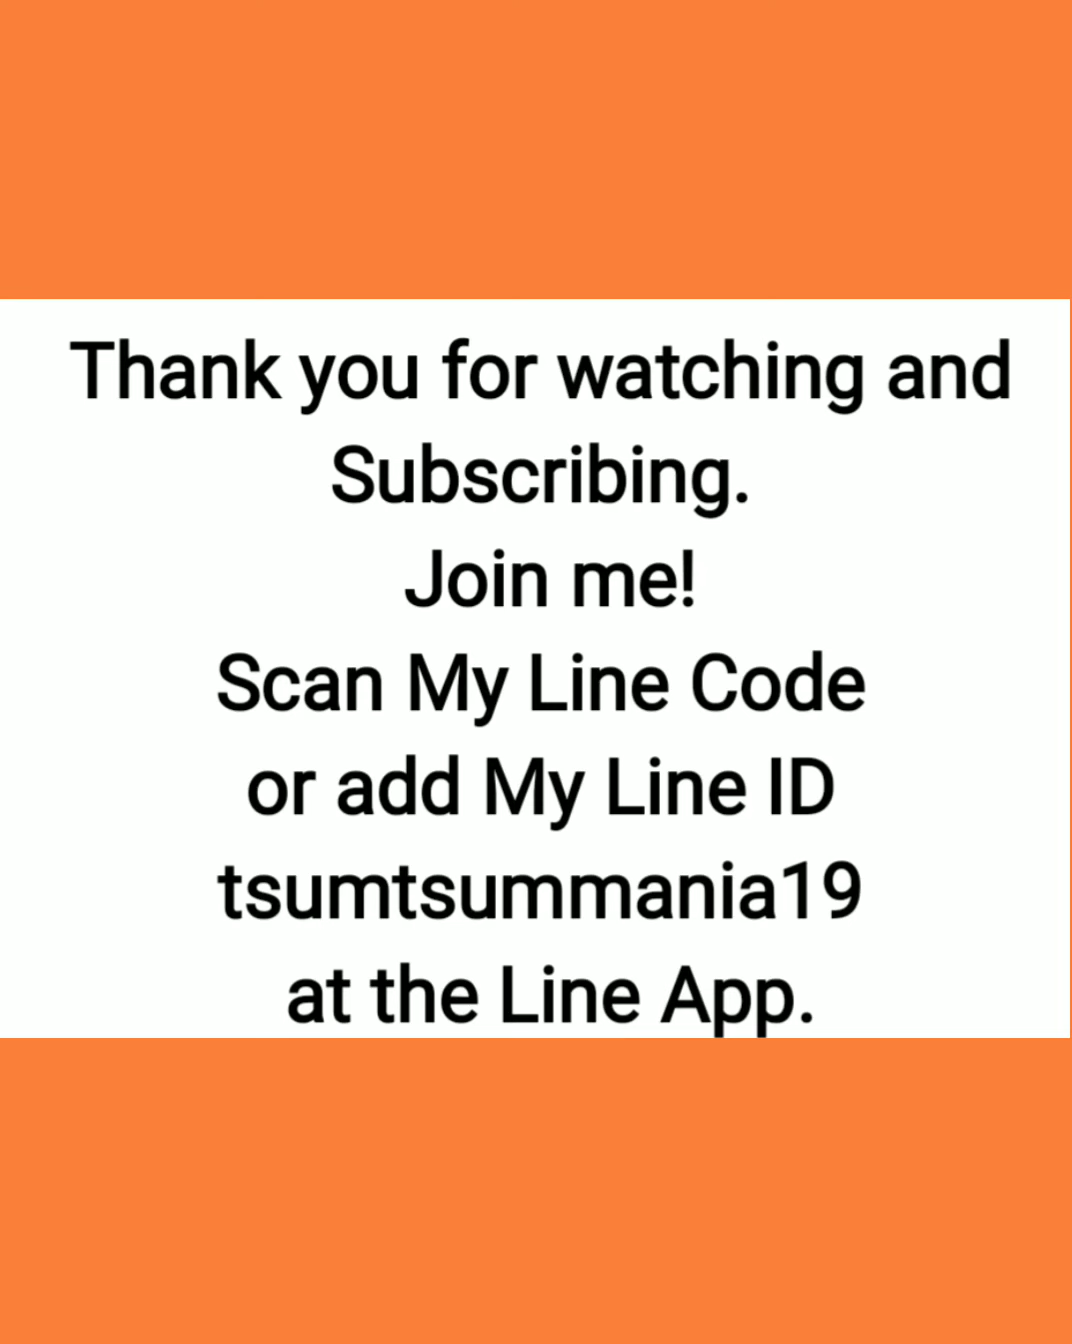 Thank you for watching and
Subscribing.
Join me!
Scan My Line Code
or add My Line ID
tsumtsummania19
at the Line App.